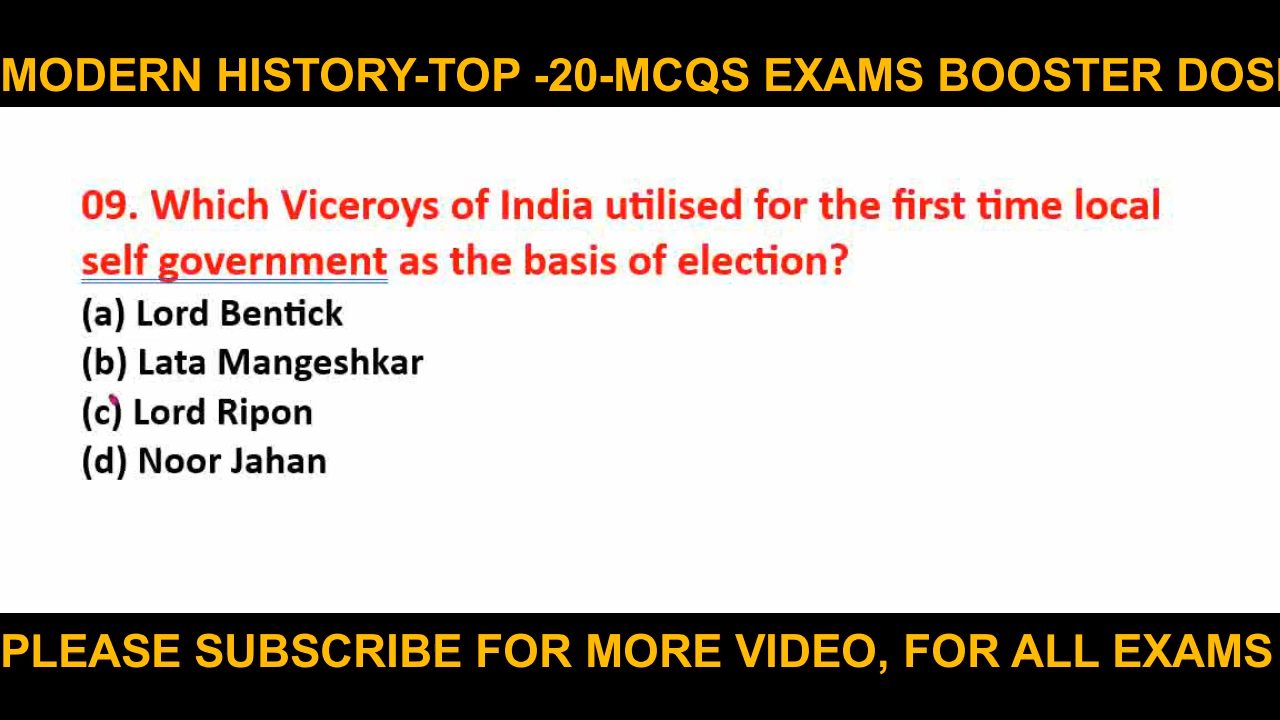 MODERN HISTORY-TOP -20-MCQS EXAMS BOOSTER DOS
09. Which Viceroys of India utilised for the first time local
self government as the basis of election?
(a) Lord Bentick
(b) Lata Mangeshkar
(c) Lord Ripon
(d) Noor Jahan
PLEASE SUBSCRIBE FOR MORE VIDEO, FOR ALL EXAMS